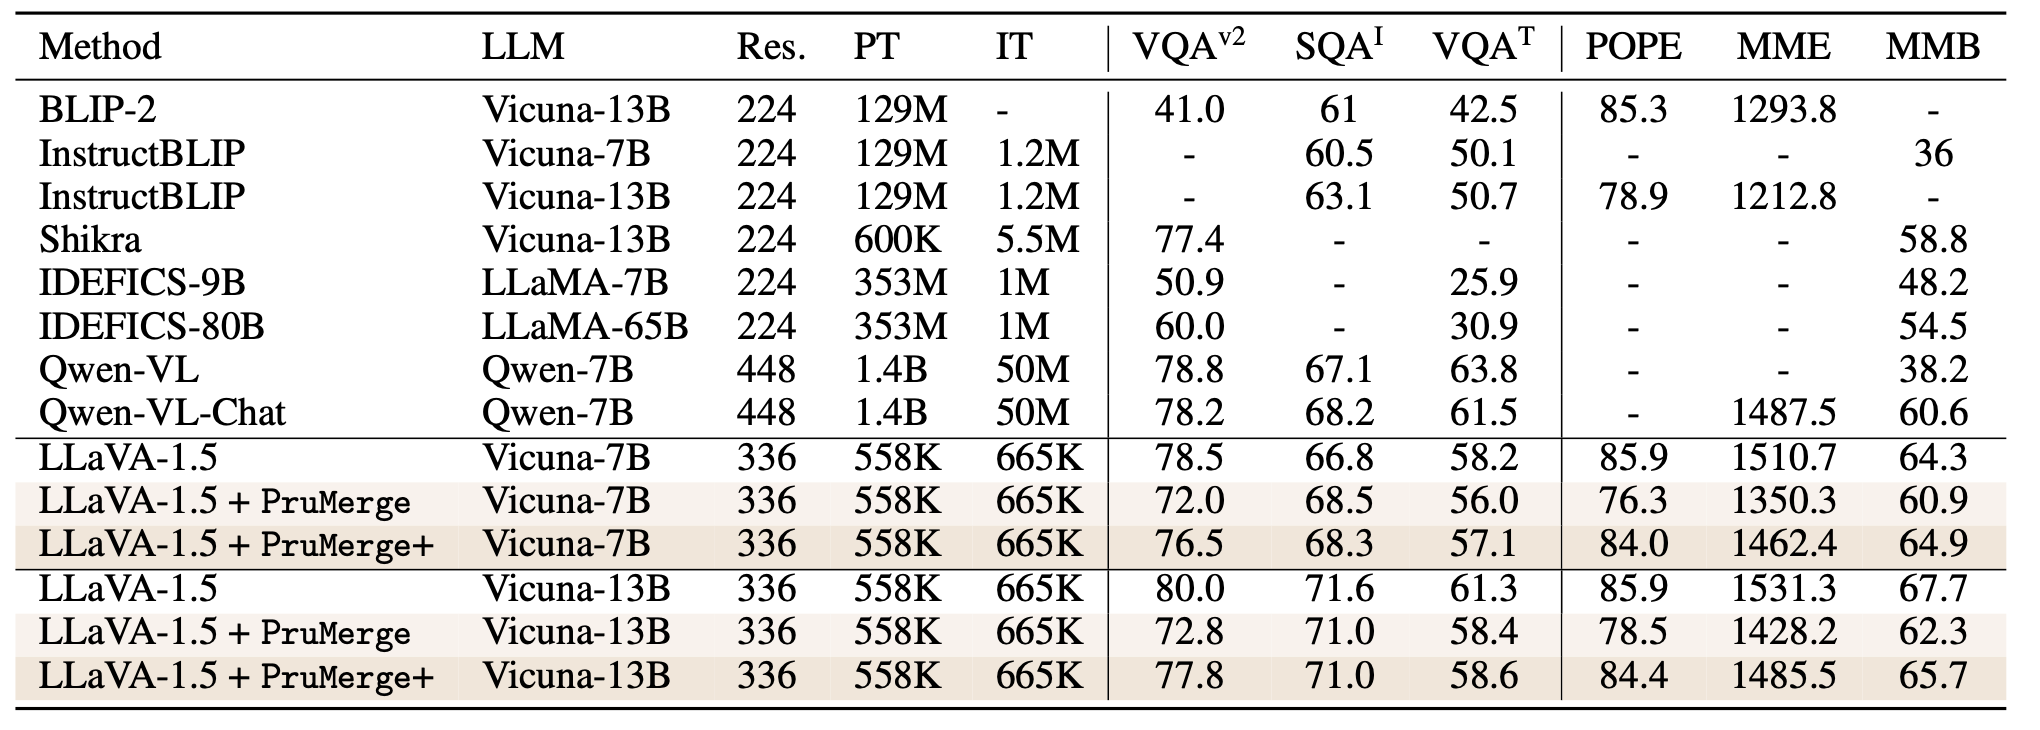 Method LLM Res. PT IT VQA^v2 SQA^I VQA^T POPE MME MMB
BLIP-2 Vicuna-13B 224 129M - 41.0 61 42.5 85.3 1293.8 -
InstructBLIP Vicuna-7B 224 129M 1.2M - 60.5 50.1 - - 36
InstructBLIP Vicuna-13B 224 129M 1.2M - 63.1 50.7 78.9 1212.8 -
Shikra Vicuna-13B 224 600K 5.5M 77.4 - - - - 58.8
IDEFICS-9B LLaMA-7B 224 353M 1M 50.9 - 25.9 - - 48.2
IDEFICS-80B LLaMA-65B 224 353M 1M 60.0 - 30.9 - - 54.5
Qwen-VL Qwen-7B 448 1.4B 50M 78.8 67.1 63.8 - - 38.2
Qwen-VL-Chat Qwen-7B 448 1.4B 50M 78.2 68.2 61.5 - 1487.5 60.6
LLaVA-1.5 Vicuna-7B 336 558K 665K 78.5 66.8 58.2 85.9 1510.7 64.3
LLaVA-1.5 + PruMerge Vicuna-7B 336 558K 665K 72.0 68.5 56.0 76.3 1350.3 60.9
LLaVA-1.5 + PruMerge+ Vicuna-7B 336 558K 665K 76.5 68.3 57.1 84.0 1462.4 64.9
LLaVA-1.5 Vicuna-13B 336 558K 665K 80.0 71.6 61.3 85.9 1531.3 67.7
LLaVA-1.5 + PruMerge Vicuna-13B 336 558K 665K 72.8 71.0 58.4 78.5 1428.2 62.3
LLaVA-1.5 + PruMerge+ Vicuna-13B 336 558K 665K 77.8 71.0 58.6 84.4 1485.5 65.7